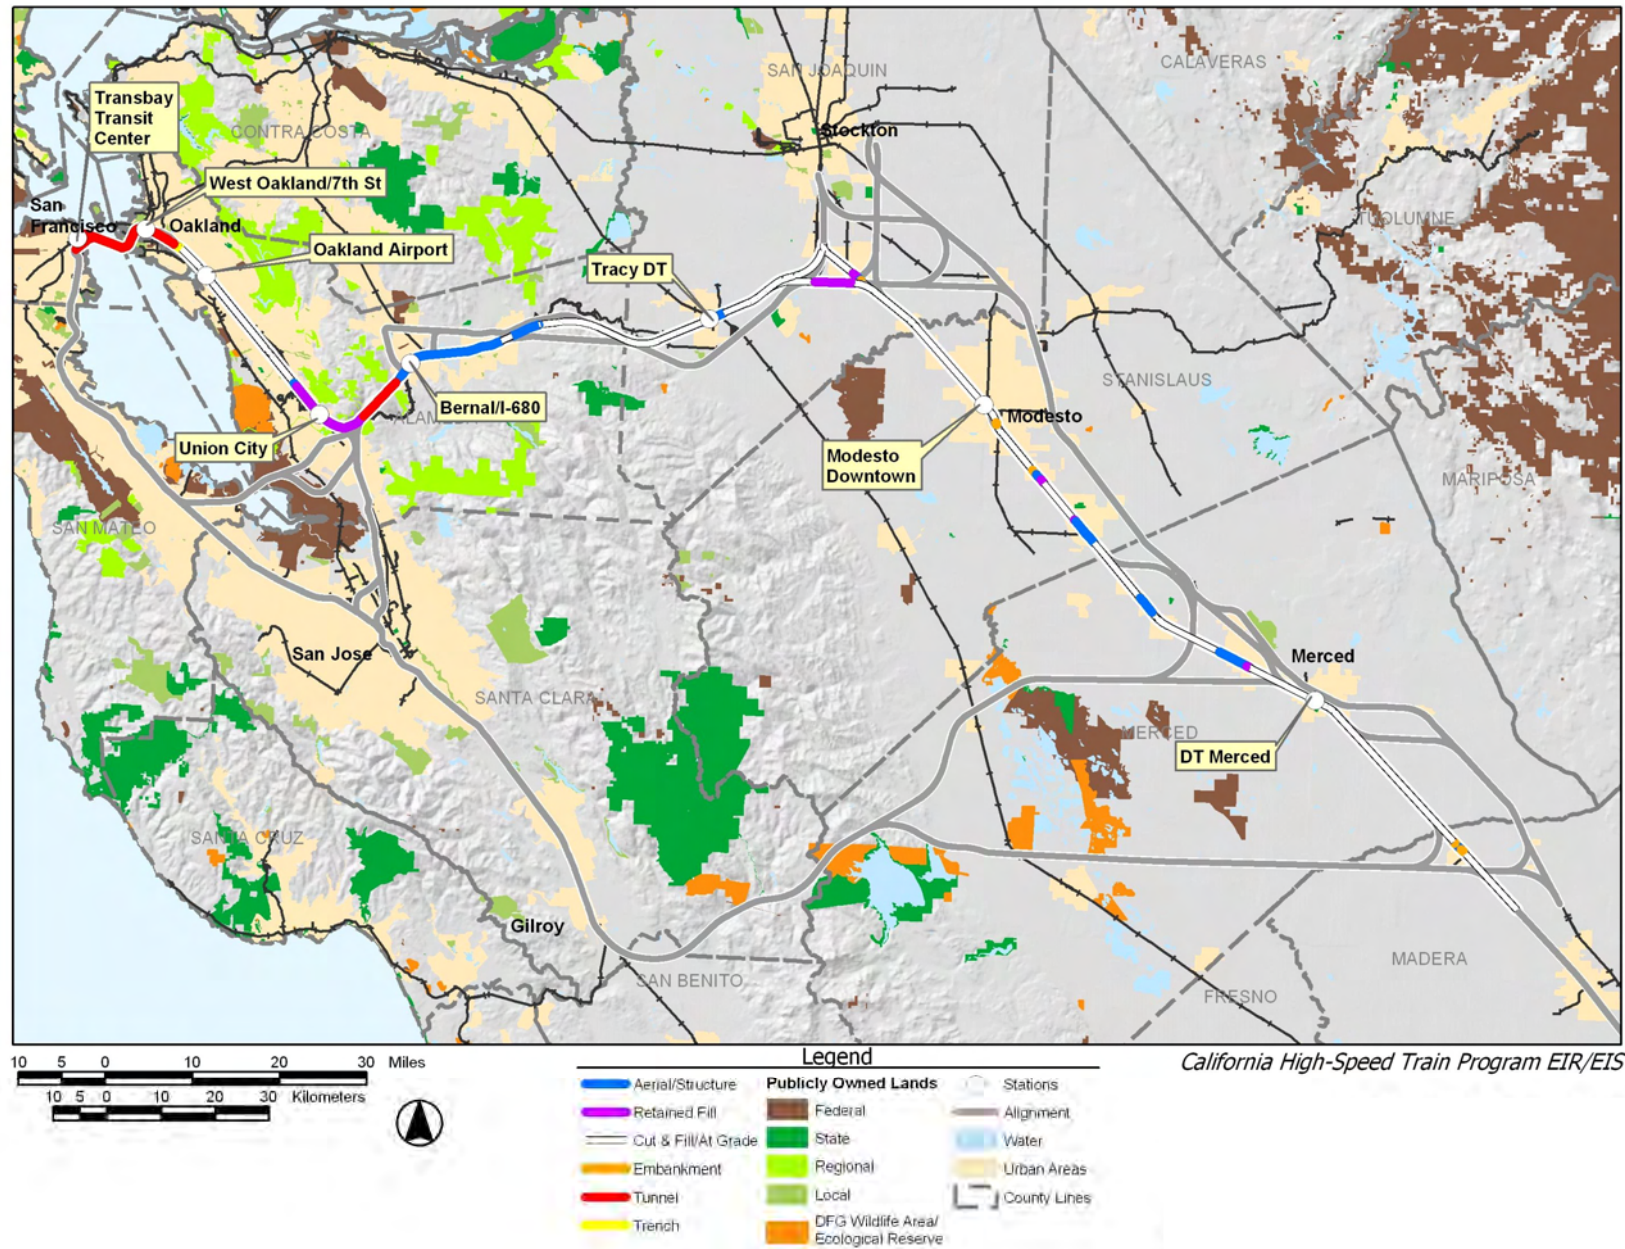 CALAVERAS
SAN JOAQUIN
Transbay
Transit
Center
CONTRA COSTA
Stockton
West Oakland/7th St
San
Francisco
Oakland
TUOLUMNE
Oakland Airport
Tracy DT
STANISLAUS
Bernal/I-680
ALAM
Modesto
Union City
Modesto
Downtown
MARIPOSA
SAN MATEO
San Jose
Merced
SANTA CLARA
MERCED
DT Merced
SANTA CRUZ
Gilroy
MADERA
SAN BENITO
FRESNO
10 5 0 10 20 30 Miles
10 5 0 10 20 30 Kilometers
California High-Speed Train Program EIR/EIS
Legend
Aerial/Structure
Retained Fill
Cut & Fill/At Grade
Embankment
Tunnel
Trench
Publicly Owned Lands
Federal
State
Regional
Local
DFG Wildlife Area/
Ecological Reserve
Stations
Alignment
Water
Urban Areas
County Lines